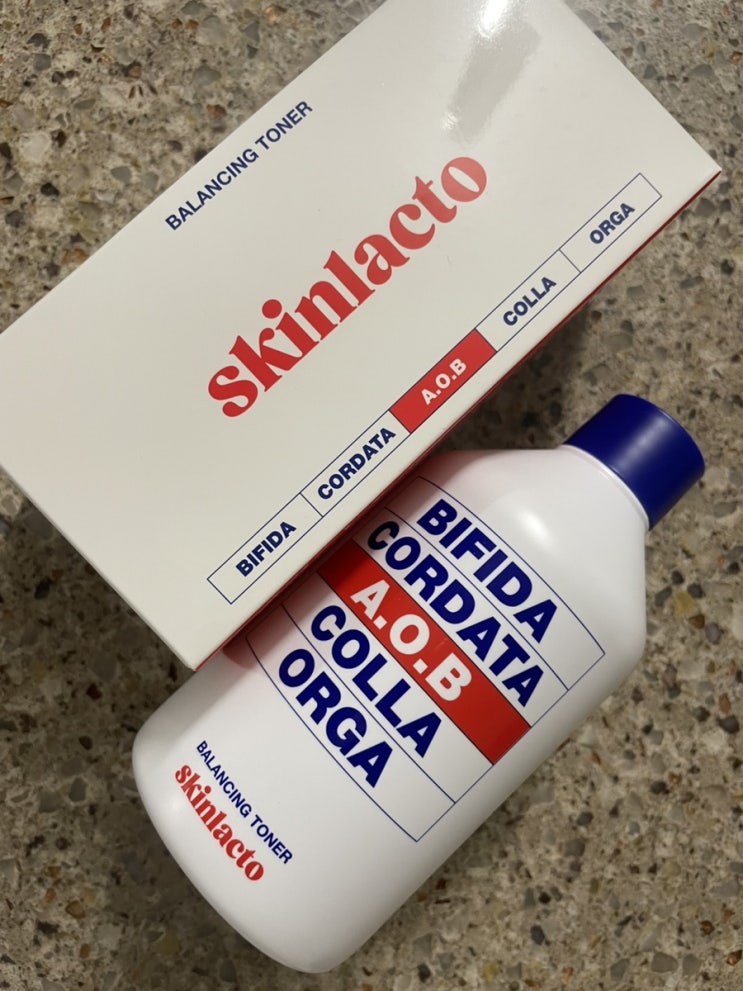 BALANCING TONER
skinlacto
BIFIDA CORDATA A.O.B COLLA ORGA
BIFIDA
CORDATA
A.O.B
COLLA
ORGA
BALANCING TONER
skinlacto